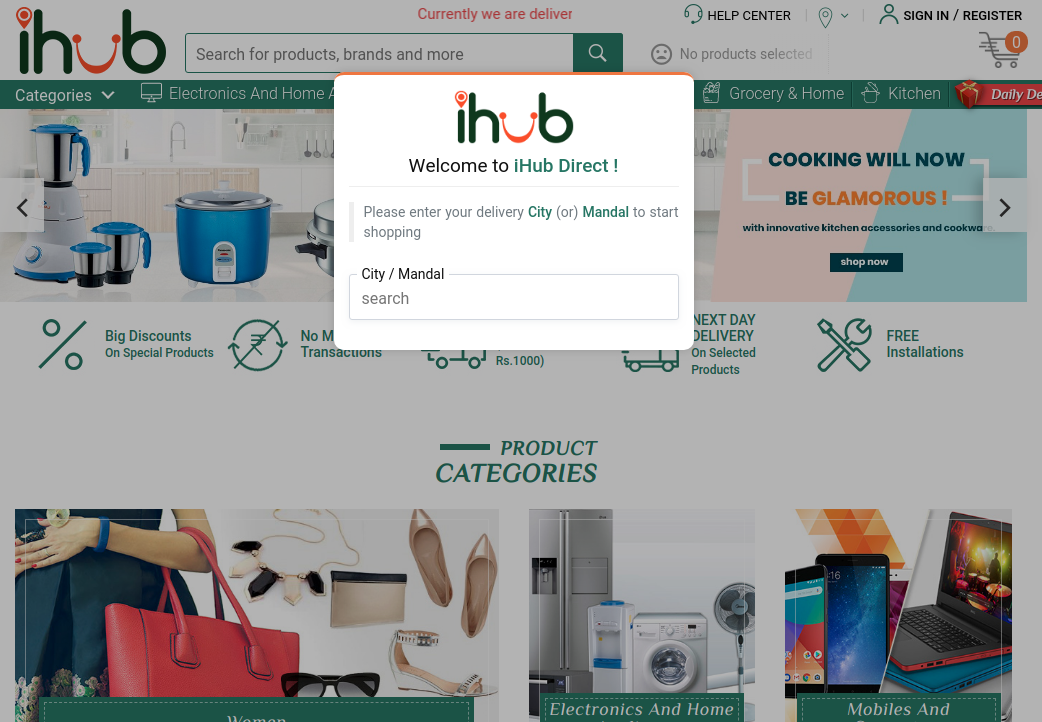 Currently we are deliver
HELP CENTER
SIGN IN / REGISTER
ihub
Search for products, brands and more
No products selected
0
Categories
Electronics And Home
Grocery & Home
Kitchen
Daily De
ihub
Welcome to iHub Direct !
Please enter your delivery City (or) Mandal to start
shopping
City / Mandal
search
COOKING WILL NOW
BE GLAMOROUS !
with innovative kitchen accessories and cookware
shop now
Big Discounts
On Special Products
No M
Transactions
Rs.1000)
NEXT DAY
DELIVERY
On Selected
Products
FREE
Installations
PRODUCT
CATEGORIES
Women
Electronics And Home
Mobiles And